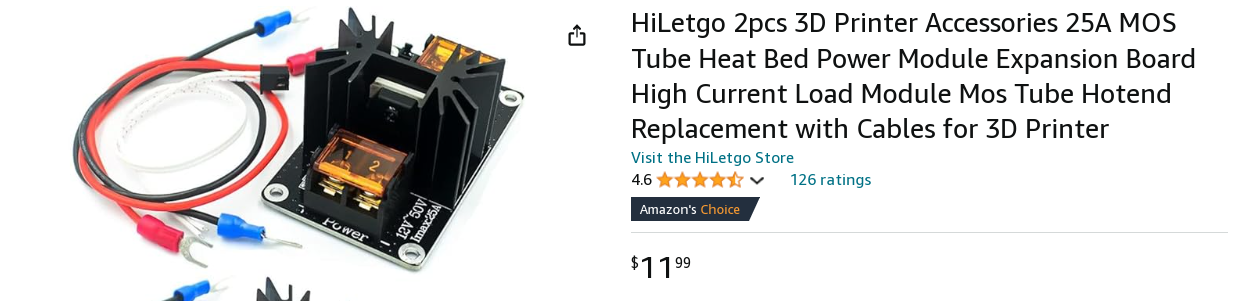 HiLetgo 2pcs 3D Printer Accessories 25A MOS
Tube Heat Bed Power Module Expansion Board
High Current Load Module Mos Tube Hotend
Replacement with Cables for 3D Printer
Visit the HiLetgo Store
4.6 126 ratings
Amazon's Choice
$11.99
1 2
Power
12V~50V
Imax:25A